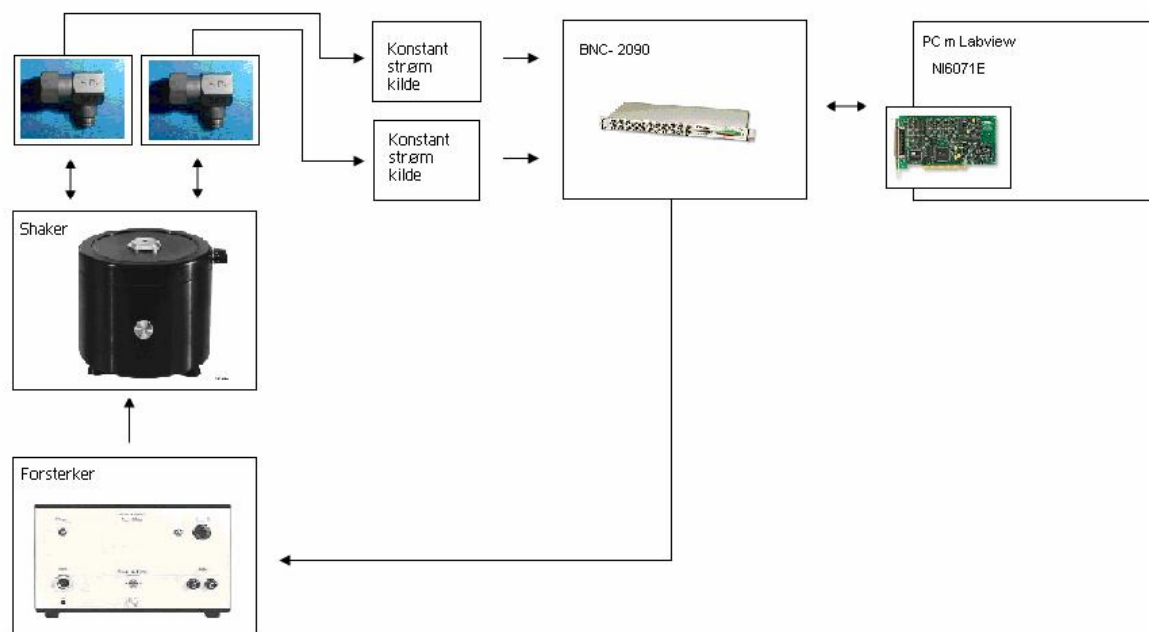 Konstant
strøm
kilde
BNC- 2090
PC m Labview
NI6071E
Konstant
strøm
kilde
Shaker
Forsterker